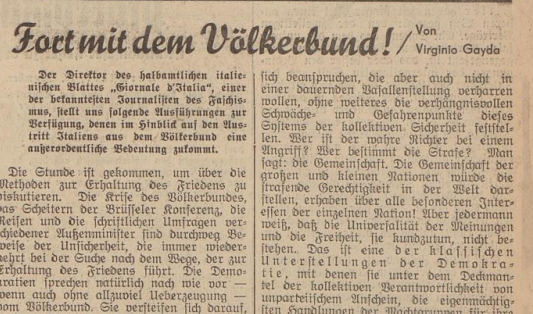 Fort mit dem Völkerbund! / Von
Virginio Gayda
Der Direktor des halbamtlichen italie-
nischen Blattes „Giornale d'Italia", einer
der bekanntesten Journalisten des Faschis-
mus, stellt uns folgende Ausführungen zur
Verfügung, denen im Hinblick auf den Aus-
tritt Italiens aus dem Völkerbund eine
außerordentliche Bedeutung zukommt.
Die Stunde ist gekommen, um über die
Methoden zur Erhaltung des Friedens zu
diskutieren. Die Krise des Völkerbundes,
das Scheitern der Brüsseler Konferenz, die
Reisen und die schriftlichen Umfragen ver-
schiedener Außenminister sind durchweg Be-
weise der Unsicherheit, die immer wieder-
kehrt bei der Suche nach dem Wege, der zur
Erhaltung des Friedens führt. Die Demo-
kratien sprechen natürlich nach wie vor —
wenn auch ohne allzuviel Ueberzeugung —
vom Völkerbund. Sie versteifen sich darauf,
sich beanspruchen, die aber auch nicht in
einer dauernden Vasallenstellung verharren
wollen, ohne weiteres die verhängnisvollen
Schwäche- und Gefahrenpunkte dieses
Systems der kollektiven Sicherheit festzustel-
len. Wer ist der wahre Richter bei einem
Angriff? Wer bestimmt die Strafe? Man
sagt: die Gemeinschaft. Die Gemeinschaft der
großen und kleinen Nationen würde die
strafende Gerechtigkeit in der Welt dar-
stellen, erhaben über alle besonderen Interes-
sen der einzelnen Nation! Aber jedermann
weiß, daß die Universalität der Meinungen
und die Freiheit, sie kundzutun, nicht be-
stehen. Das ist eine der klassischen
Unterstellungen der Demokra-
tie, mit denen sie unter dem Deckman-
tel der kollektiven Verantwortlichkeit von
unparteiischem Anschein, die eigenmächtig-
sten Handlungen der Machtgruppen für ihre